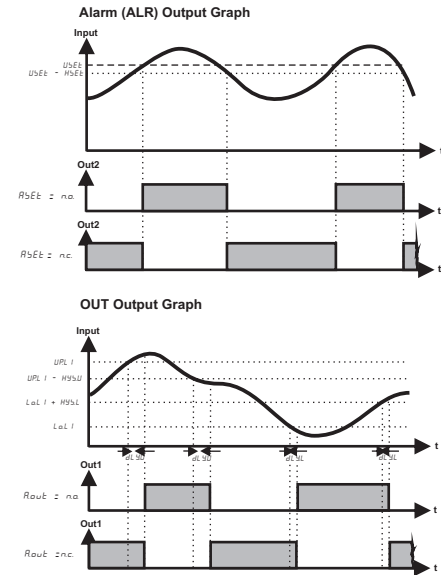 Alarm (ALR) Output Graph
Input
USEt
USEt - HSEt
t
Out2
ASEt = n.o.
t
Out2
ASEt = n.c.
t
OUT Output Graph
Input
UPL1
UPL1 - HYSU
LoL1 + HYSL
LoL1
t
dLYU dLYU dLYL dLYL
Out1
Aout = n.o.
t
Out1
Aout = n.c.
t